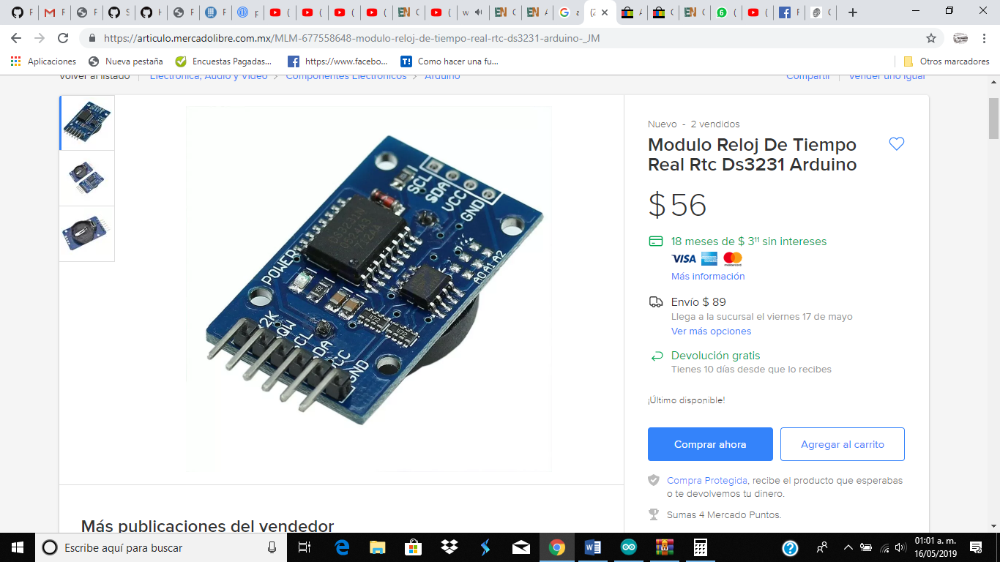 https://articulo.mercadolibre.com.mx/MLM-677558648-modulo-reloj-de-tiempo-real-rtc-ds3231-arduino-_JM
Aplicaciones
Nueva pestaña
Encuestas Pagadas...
https://www.facebo...
Como hacer una fu...
Otros marcadores
Volver al listado
Electrónica, Audio y Video
Componentes Electrónicos
Arduino
Compartir
Vender uno igual
Nuevo - 2 vendidos
Modulo Reloj De Tiempo
Real Rtc Ds3231 Arduino
$ 56
18 meses de $ 3¹¹ sin intereses
VISA
Más información
Envío $ 89
Llega a la sucursal el viernes 17 de mayo
Ver más opciones
Devolución gratis
Tienes 10 días desde que lo recibes
¡Último disponible!
Comprar ahora
Agregar al carrito
Compra Protegida, recibe el producto que esperabas
o te devolvemos tu dinero.
Sumas 4 Mercado Puntos.
SCL
SDA
VCC
GND
DS3231N
POWER
A0 A1 A2
GND
Más publicaciones del vendedor
Escribe aquí para buscar
01:01 a. m.
16/05/2019